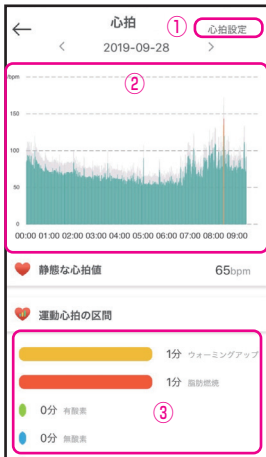 ← 心拍 ① 心拍設定
< 2019-09-28 >
bpm ②
200
150
100
50
0
00:00 01:00 02:00 03:00 04:00 05:00 06:00 07:00 08:00 09:00
静態な心拍値 65bpm
運動心拍の区間
1分 ウォーミングアップ
1分 脂肪燃焼
0分 有酸素 ③
0分 無酸素